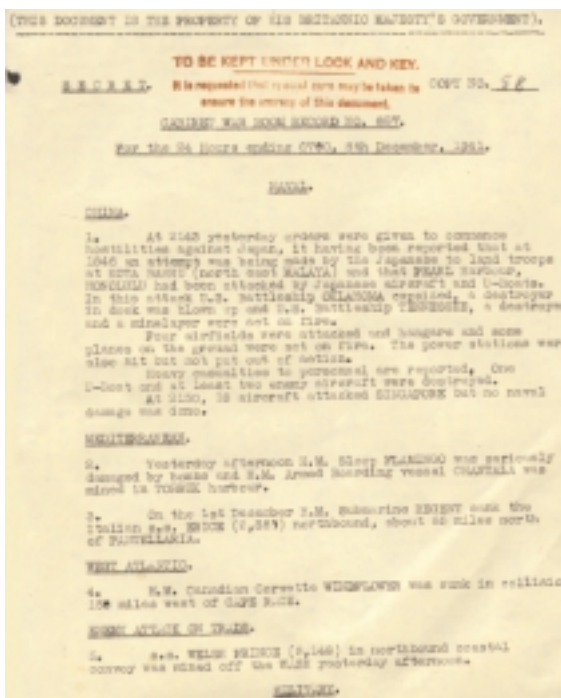 (THIS DOCUMENT IS THE PROPERTY OF HIS BRITANNIC MAJESTY'S GOVERNMENT).
TO BE KEPT UNDER LOCK AND KEY.
SECRET. It is requested that special care may be taken to COPY NO. 58
ensure the secrecy of this document.
CABINET WAR ROOM RECORD NO. 
For the 24 Hours ending 0700, 8th December, 1941.
NAVAL.
CHINA.
1. At 2143 yesterday orders were given to commence
hostilities against Japan, it having been reported that at
1846 an attempt was being made by the Japanese to land troops
at KOTA BAHRU (north east MALAYA) and that PEARL Harbour,
HONOLULU had been attacked by Japanese aircraft and U-Boats.
In this attack U.S. Battleship OKLAHOMA capsized, a destroyer
in dock was blown up and U.S. Battleship TENNESSEE, a destroyer
and a minelayer were set on fire.
Four airfields were attacked and hangars and some
planes on the ground were set on fire. The power stations were
also hit but not put out of action.
Heavy casualties to personnel are reported. One
U-Boat and at least two enemy aircraft were destroyed.
At 2130, aircraft attacked SINGAPORE but no naval
damage was done.
MEDITERRANEAN.
2. Yesterday afternoon H.M. Sloop FLAMINGO was seriously
damaged by bombs and H.M. Armed Boarding vessel CHANTALA was
mined in TOBRUK harbour.
3. On the 1st December H.M. Submarine REGENT sunk the
Italian s.s. ERICE northbound, about miles north
of PANTELLARIA.
WEST ATLANTIC.
4. H.M. Canadian Corvette WINDFLOWER was sunk in collision
miles west of CAPE RACE.
ENEMY ATTACK ON TRADE.
5. s.s. WELSH PRINCE in northbound coastal
convoy was mined off the yesterday afternoon.
MILITARY.